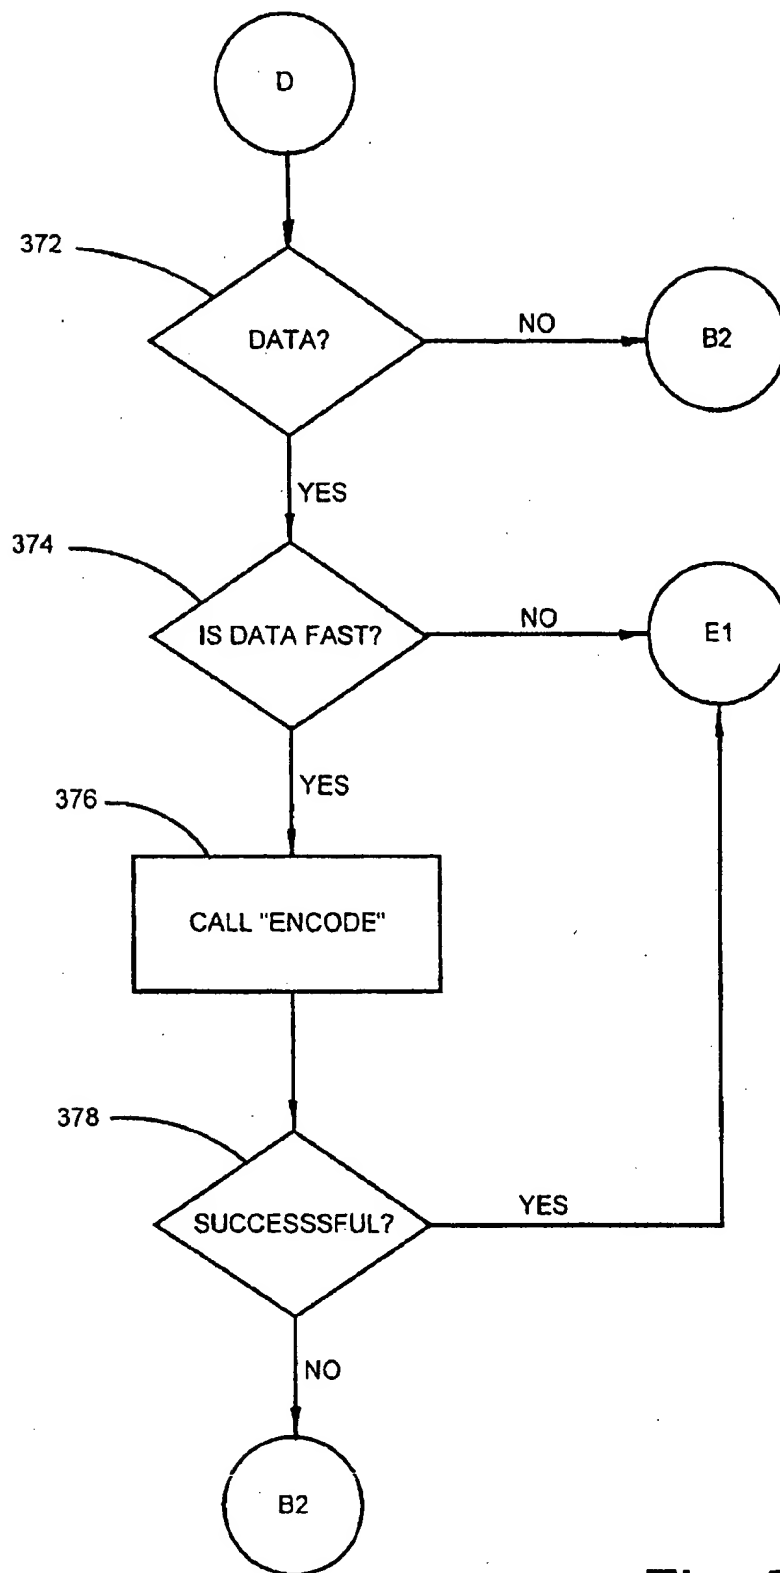 D
372
DATA?
NO
B2
YES
374
IS DATA FAST?
NO
E1
YES
376
CALL "ENCODE"
378
SUCCESSSFUL?
YES
NO
B2